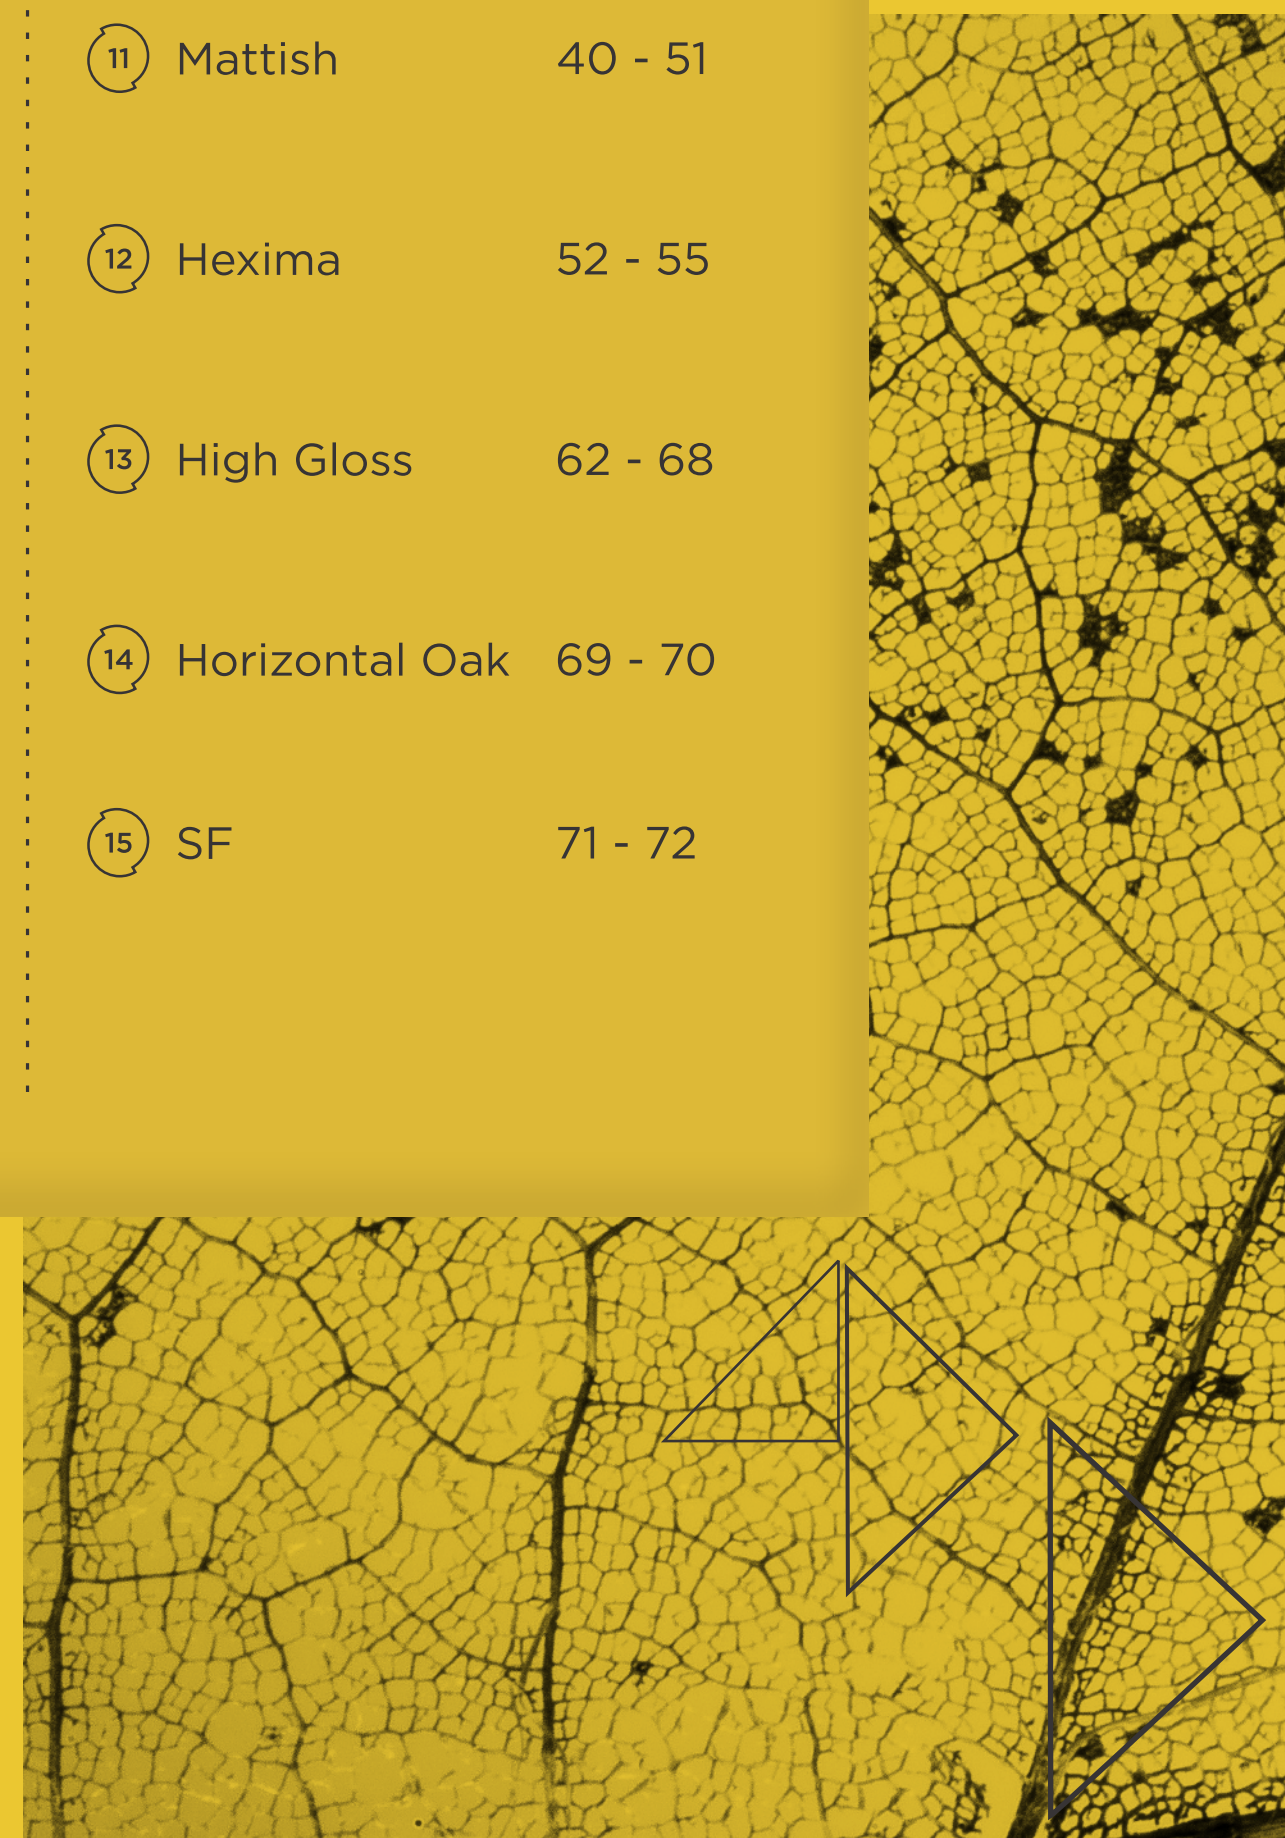 11 Mattish 40 - 51
12 Hexima 52 - 55
13 High Gloss 62 - 68
14 Horizontal Oak 69 - 70
15 SF 71 - 72